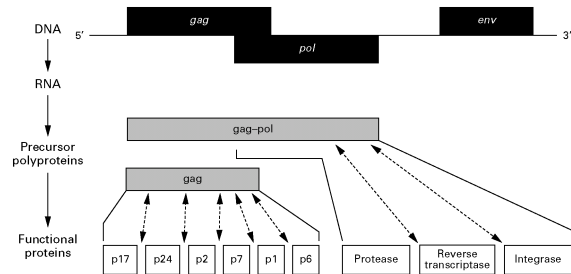 gag
env
DNA
5′
3′
pol
RNA
gag–pol
Precursor
polyproteins
gag
Functional
proteins
p17
p24
p2
p7
p1
p6
Protease
Reverse
transcriptase
Integrase